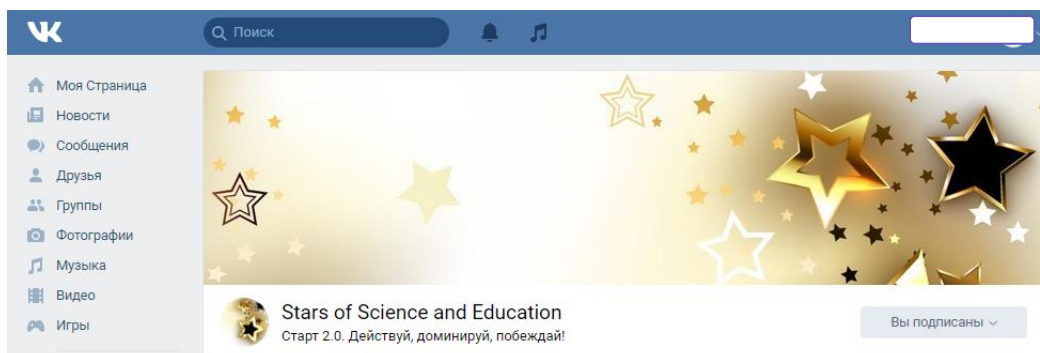 Поиск
Моя Страница
Новости
Сообщения
Друзья
Группы
Фотографии
Музыка
Видео
Игры
Stars of Science and Education
Старт 2.0. Действуй, доминируй, побеждай!
Вы подписаны